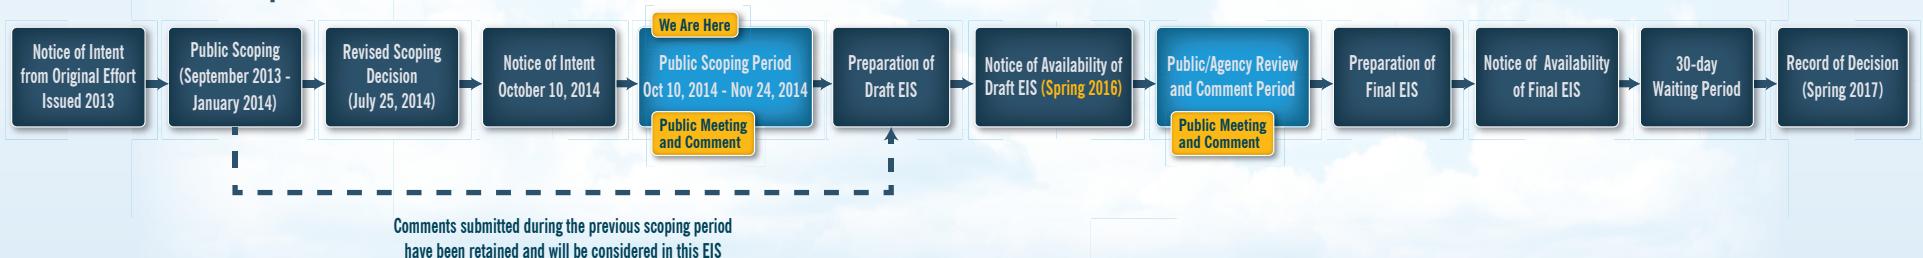 Notice of Intent
from Original Effort
Issued 2013
Public Scoping
(September 2013 -
January 2014)
Revised Scoping
Decision
(July 25, 2014)
Notice of Intent
October 10, 2014
We Are Here
Public Scoping Period
Oct 10, 2014 - Nov 24, 2014
Public Meeting
and Comment
Preparation of
Draft EIS
Notice of Availability of
Draft EIS (Spring 2016)
Public/Agency Review
and Comment Period
Public Meeting
and Comment
Preparation of
Final EIS
Notice of Availability
of Final EIS
30-day
Waiting Period
Record of Decision
(Spring 2017)
Comments submitted during the previous scoping period
have been retained and will be considered in this EIS